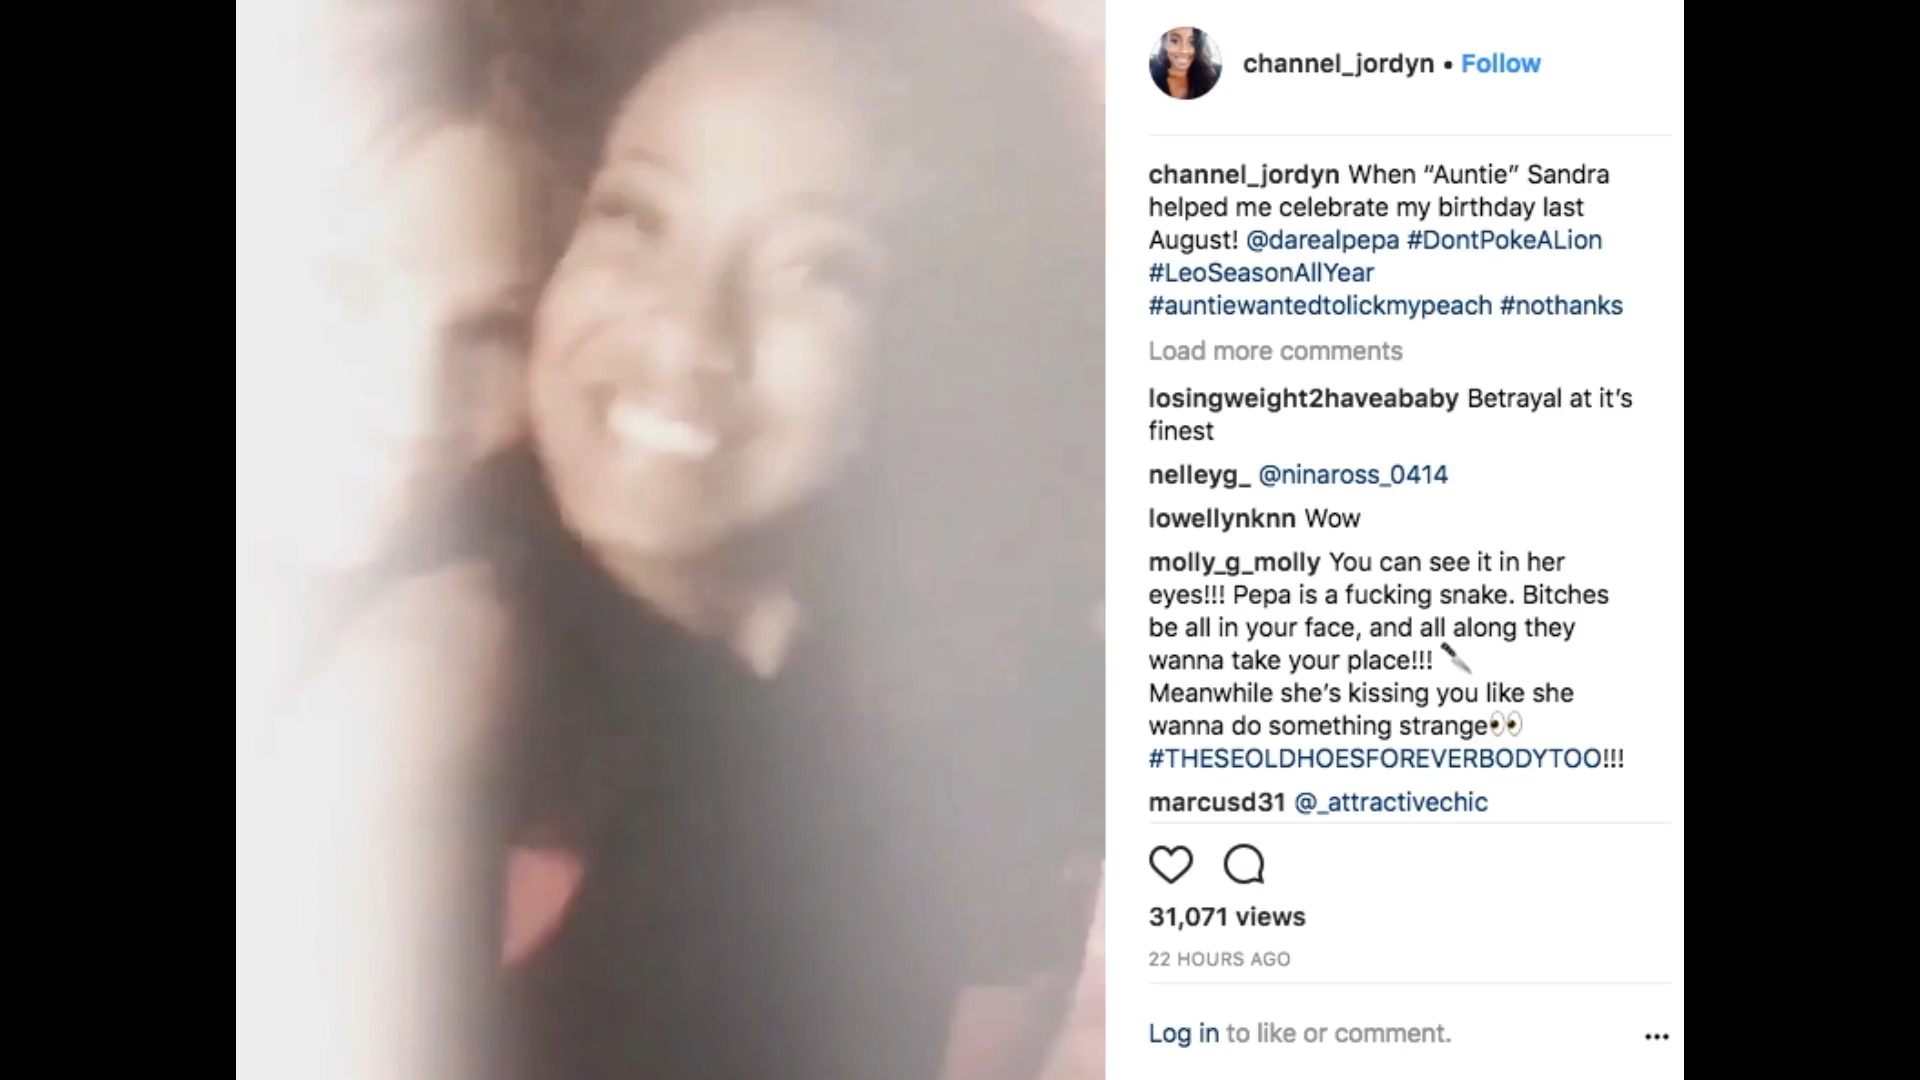 channel_jordyn • Follow
channel_jordyn When “Auntie” Sandra
helped me celebrate my birthday last
August! @darealpepa #DontPokeALion
#LeoSeasonAllYear
#auntiewantedtolickmypeach #nothanks
Load more comments
losingweight2haveababy Betrayal at it’s
finest
nelleyg_ @ninaross_0414
lowellynknn Wow
molly_g_molly You can see it in her
eyes!!! Pepa is a fucking snake. Bitches
be all in your face, and all along they
wanna take your place!!! 🔪
Meanwhile she’s kissing you like she
wanna do something strange👀
#THESEOLDHOESFOREVERBODYTOO!!!
marcusd31 @_attractivechic
31,071 views
22 HOURS AGO
Log in to like or comment.